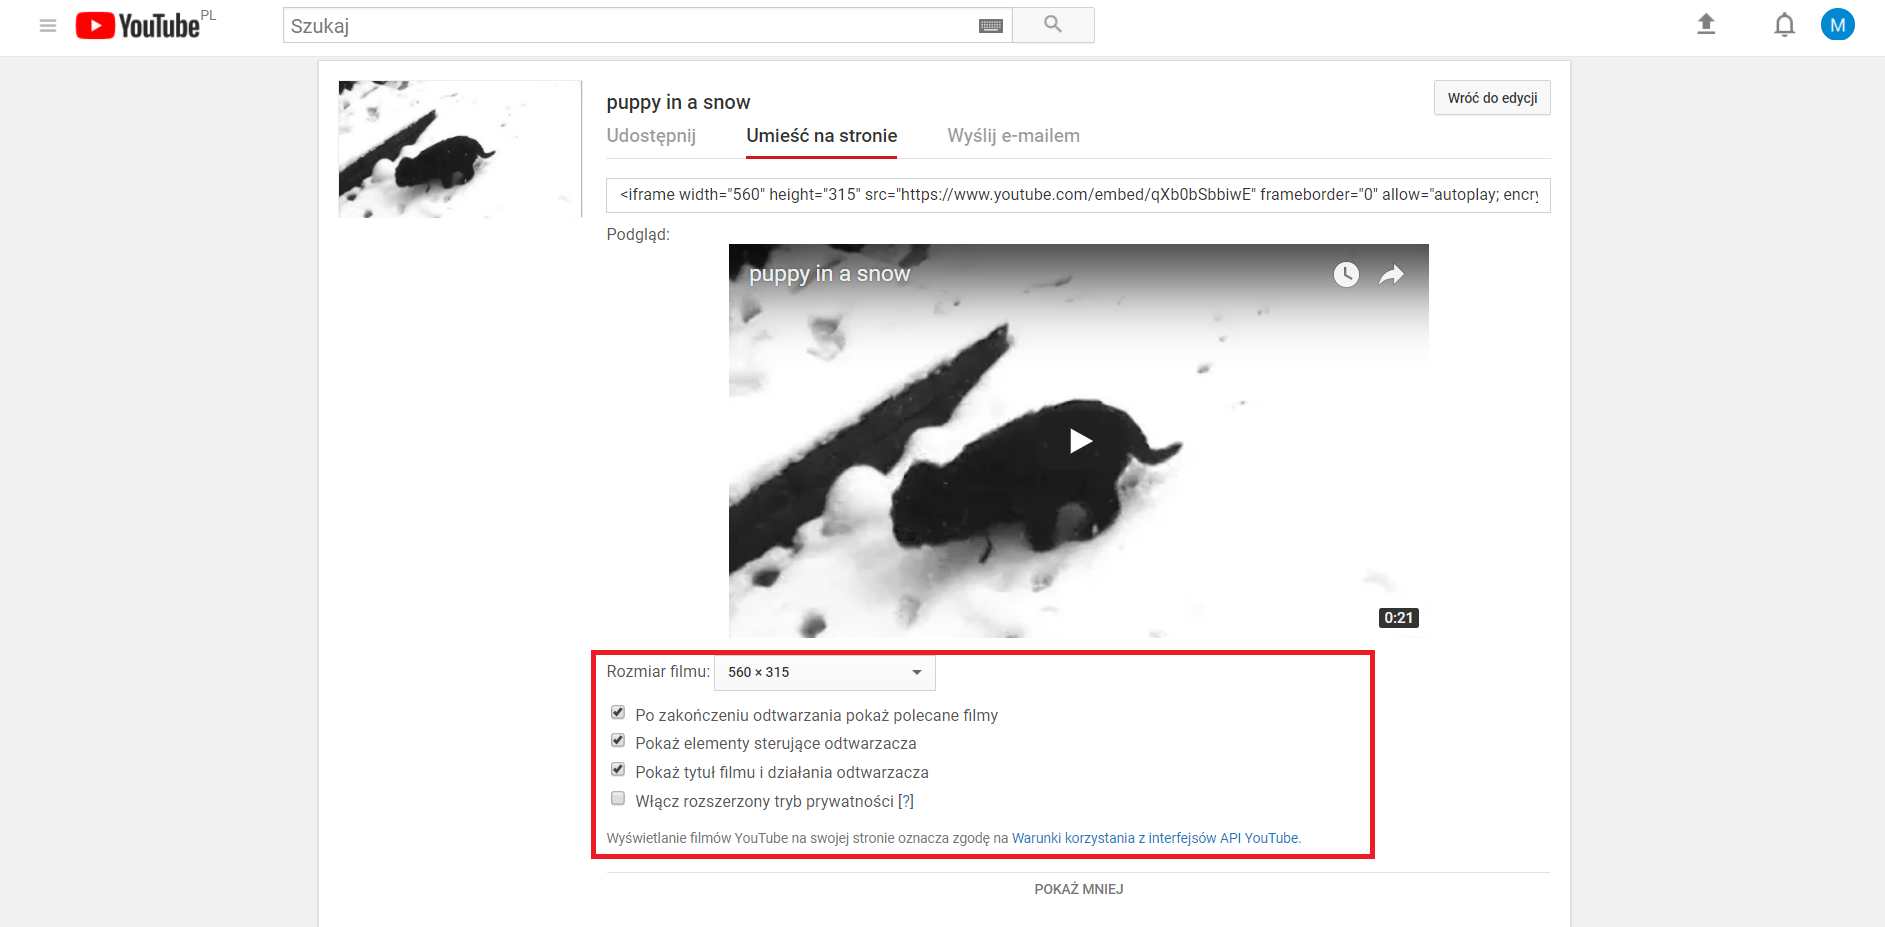 YouTube PL
Szukaj
M
puppy in a snow
Wróć do edycji
Udostępnij Umieść na stronie Wyślij e-mailem
<iframe width="560" height="315" src="https://www.youtube.com/embed/qXb0bSbbiwE" frameborder="0" allow="autoplay; encry
Podgląd:
puppy in a snow
0:21
Rozmiar filmu: 560 × 315
Po zakończeniu odtwarzania pokaż polecane filmy
Pokaż elementy sterujące odtwarzacza
Pokaż tytuł filmu i działania odtwarzacza
Włącz rozszerzony tryb prywatności [?]
Wyświetlanie filmów YouTube na swojej stronie oznacza zgodę na Warunki korzystania z interfejsów API YouTube.
POKAŻ MNIEJ